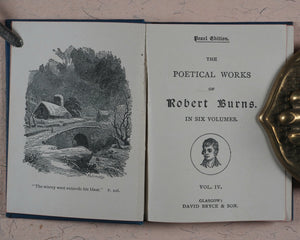 Pearl Edition.
THE
POETICAL WORKS
OF
Robert Burns.
IN SIX VOLUMES.
VOL. IV.
GLASGOW:
DAVID BRYCE & SON.
"The wintry west extends his blast." P. 106.